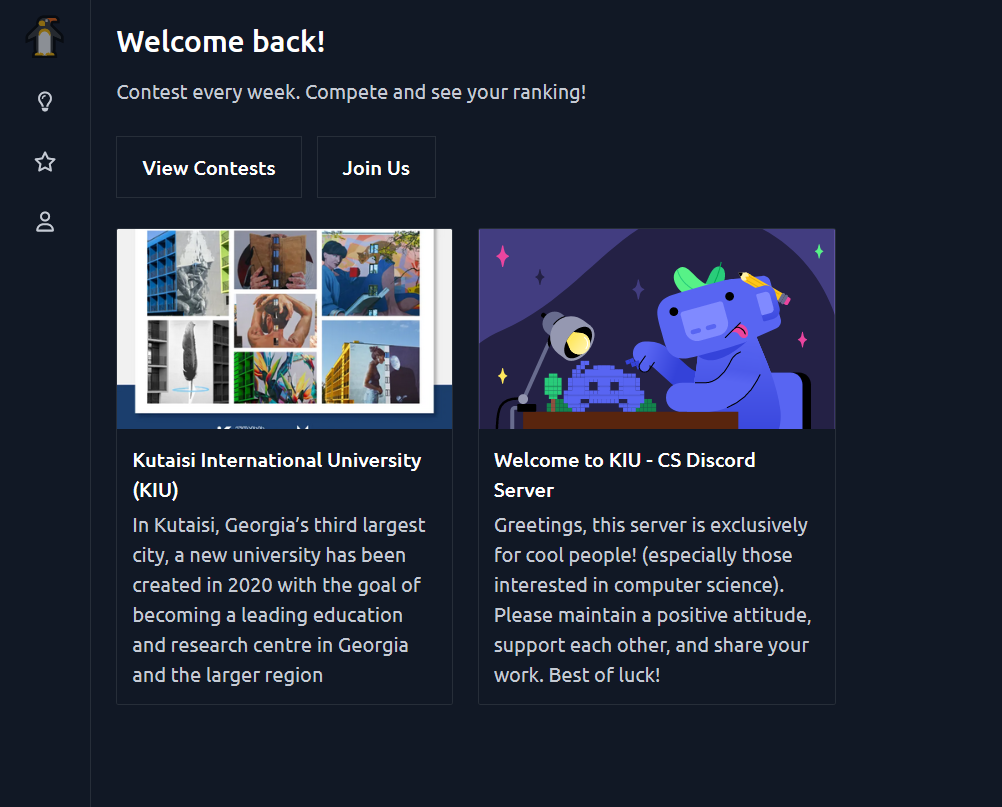 Welcome back!
Contest every week. Compete and see your ranking!
View Contests
Join Us
Kutaisi International University
(KIU)
In Kutaisi, Georgia’s third largest
city, a new university has been
created in 2020 with the goal of
becoming a leading education
and research centre in Georgia
and the larger region
Welcome to KIU - CS Discord
Server
Greetings, this server is exclusively
for cool people! (especially those
interested in computer science).
Please maintain a positive attitude,
support each other, and share your
work. Best of luck!